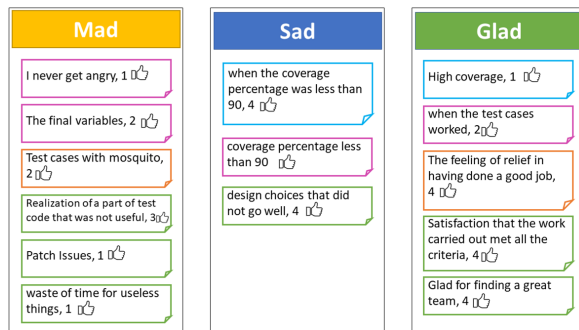 Mad
I never get angry, 1
The final variables, 2
Test cases with mosquito,
2
Realization of a part of test
code that was not useful, 3
Patch Issues, 1
waste of time for useless
things, 1
Sad
when the coverage
percentage was less than
90, 4
coverage percentage less
than 90
design choices that did
not go well, 4
Glad
High coverage, 1
when the test cases
worked, 2
The feeling of relief in
having done a good job,
4
Satisfaction that the work
carried out met all the
criteria, 4
Glad for finding a great
team, 4